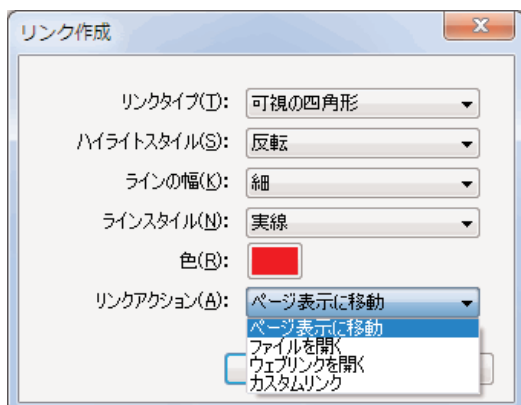 リンク作成
リンクタイプ(T): 可視の四角形
ハイライトスタイル(S): 反転
ラインの幅(K): 細
ラインスタイル(N): 実線
色(R):
リンクアクション(A): ページ表示に移動
ページ表示に移動
ファイルを開く
ウェブリンクを開く
カスタムリンク